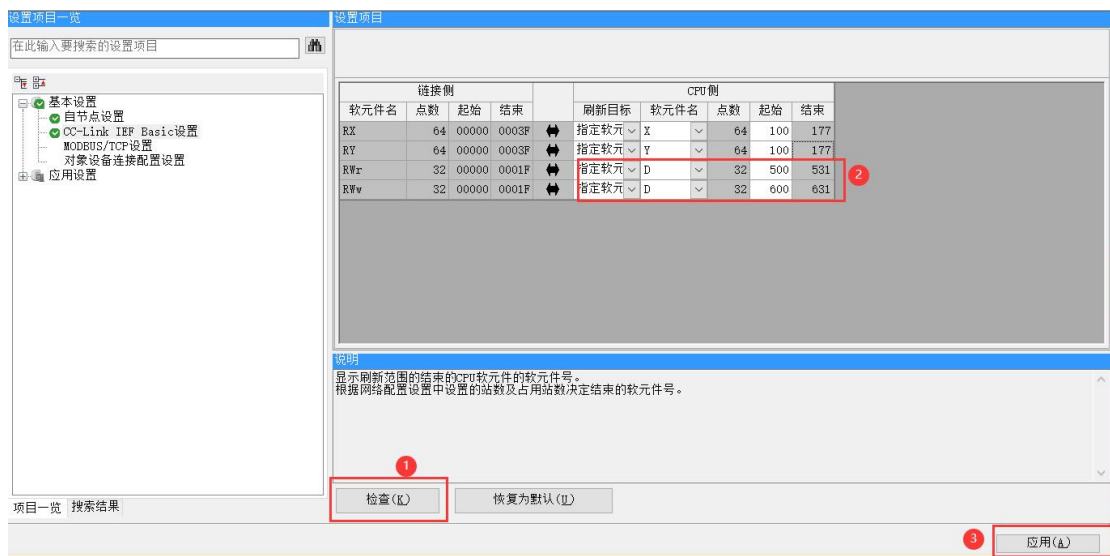 设置项目一览
设置项目
在此输入要搜索的设置项目
基本设置
自节点设置
CC-Link IEF Basic设置
MODBUS/TCP设置
对象设备连接配置设置
应用设置
链接侧 CPU侧
软元件名 点数 起始 结束 刷新目标 软元件名 点数 起始 结束
RX 64 00000 0003F 指定软元 X 64 100 177
RY 64 00000 0003F 指定软元 Y 64 100 177
RWr 32 00000 0001F 指定软元 D 32 500 531
RWw 32 00000 0001F 指定软元 D 32 600 631
2
说明
显示刷新范围的结束的CPU软元件的软元件号。
根据网络配置设置中设置的站数及占用站数决定结束的软元件号。
1
检查(K) 恢复为默认(U)
项目一览 搜索结果
3
应用(A)